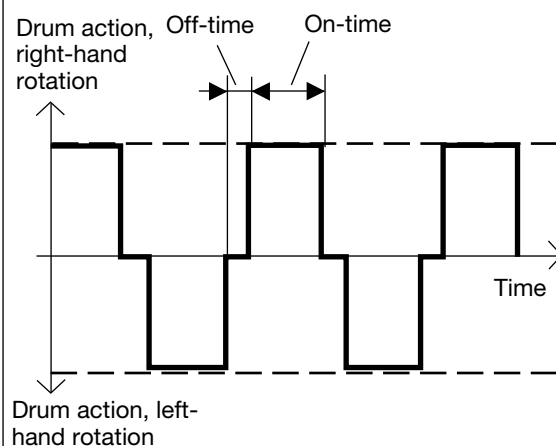 Drum action,
right-hand
rotation
Off-time
On-time
Time
Drum action, left-
hand rotation